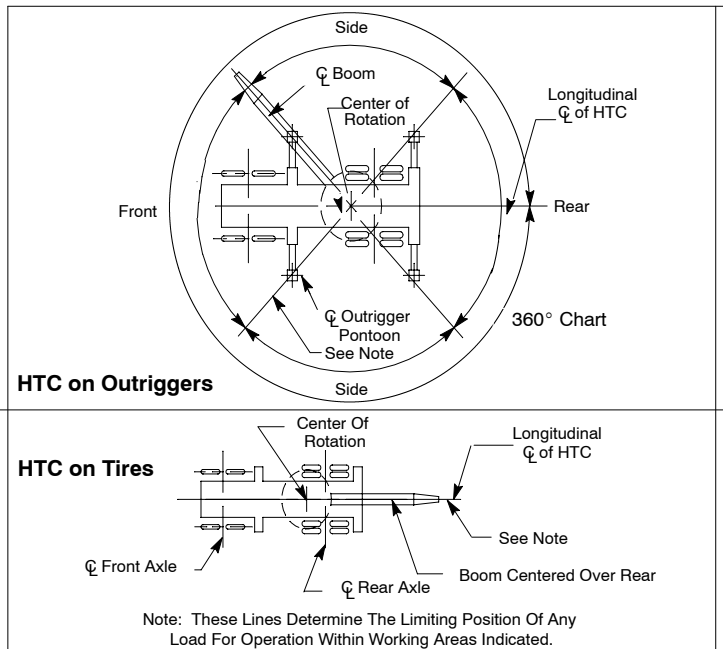 Side
℄ Boom
Center of
Rotation
Longitudinal
℄ of HTC
Front
Rear
℄ Outrigger
Pontoon
See Note
360° Chart
HTC on Outriggers
Side
Center Of
Rotation
Longitudinal
℄ of HTC
HTC on Tires
See Note
℄ Front Axle
℄ Rear Axle
Boom Centered Over Rear
Note: These Lines Determine The Limiting Position Of Any
Load For Operation Within Working Areas Indicated.